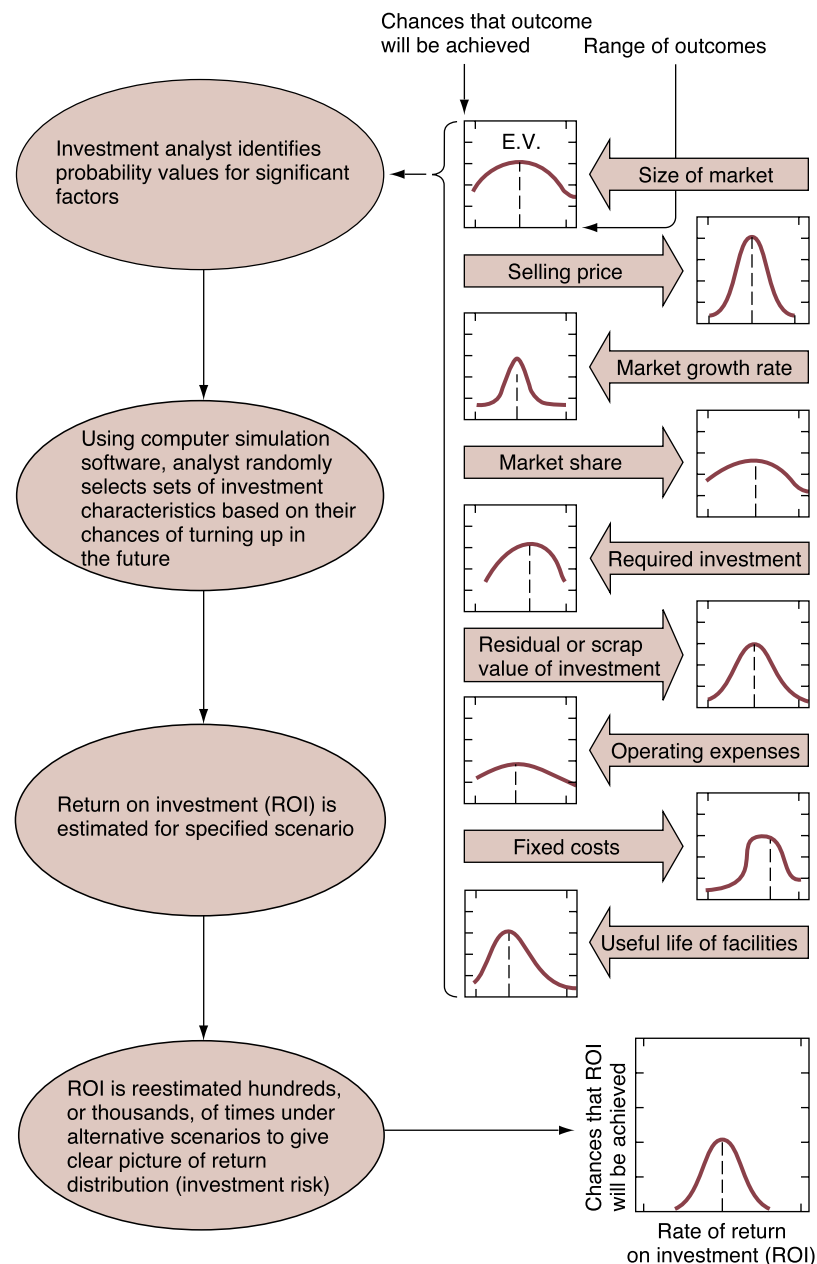 Chances that outcome
will be achieved
Range of outcomes
Investment analyst identifies
probability values for significant
factors
E.V.
Size of market
Selling price
Market growth rate
Using computer simulation
software, analyst randomly
selects sets of investment
characteristics based on their
chances of turning up in
the future
Market share
Required investment
Residual or scrap
value of investment
Operating expenses
Return on investment (ROI) is
estimated for specified scenario
Fixed costs
Useful life of facilities
ROI is reestimated hundreds,
or thousands, of times under
alternative scenarios to give
clear picture of return
distribution (investment risk)
Chances that ROI
will be achieved
Rate of return
on investment (ROI)